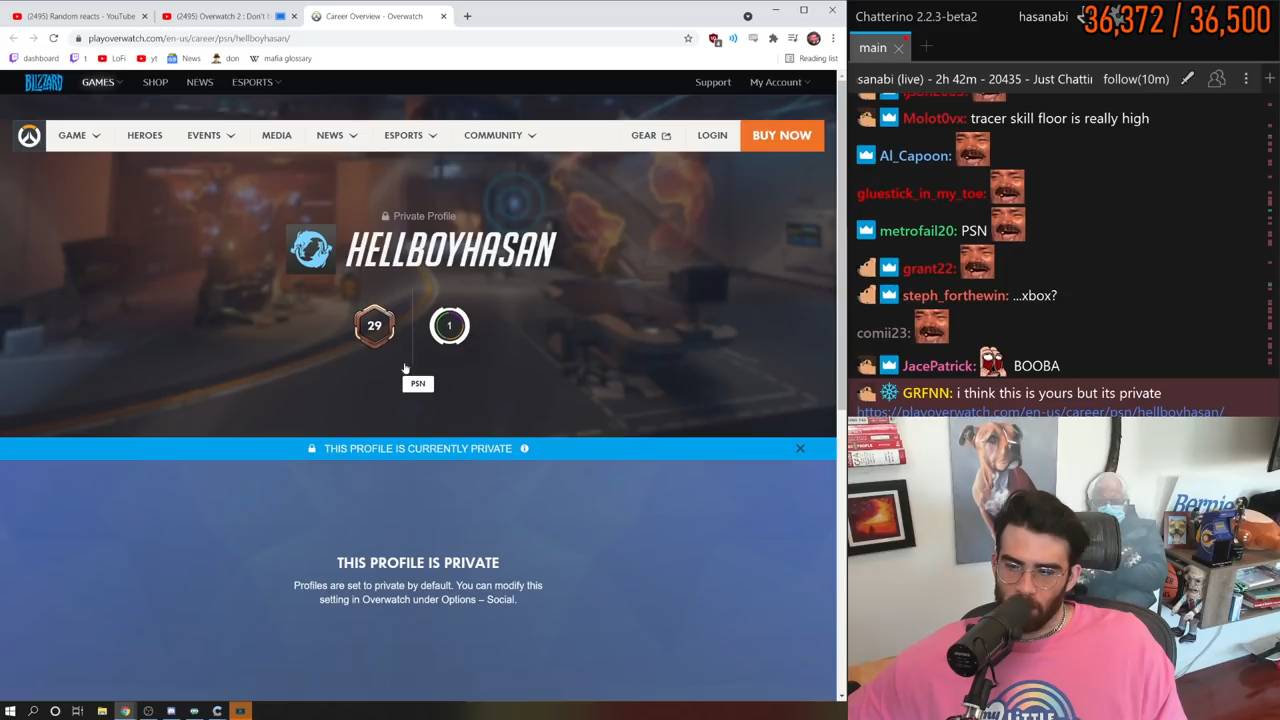 (2495) Random reacts - YouTube
(2495) Overwatch 2 : Don't b
Career Overview - Overwatch
playoverwatch.com/en-us/career/psn/hellboyhasan/
Reading list
dashboard
t
LoFi
yt
News
don
mafia glossary
BLIZZARD
GAMES
SHOP
NEWS
ESPORTS
Support
My Account
GAME
HEROES
EVENTS
MEDIA
NEWS
ESPORTS
COMMUNITY
GEAR
LOGIN
BUY NOW
Private Profile
HELLBOYHASAN
29
1
PSN
THIS PROFILE IS CURRENTLY PRIVATE
THIS PROFILE IS PRIVATE
Profiles are set to private by default. You can modify this
setting in Overwatch under Options – Social.
Chatterino 2.2.3-beta2
hasanabi
36,372 / 36,500
main
sanabi (live) - 2h 42m - 20435 - Just Chatti
follow(10m)
Molot0vx: tracer skill floor is really high
Al_Capoon:
gluestick_in_my_toe:
metrofail20: PSN
grant22:
steph_forthewin: ...xbox?
comii23:
JacePatrick: BOOBA
GRFNN: i think this is yours but its private
https://playoverwatch.com/en-us/career/psn/hellboyhasan/
Bernie
my LiTTLE